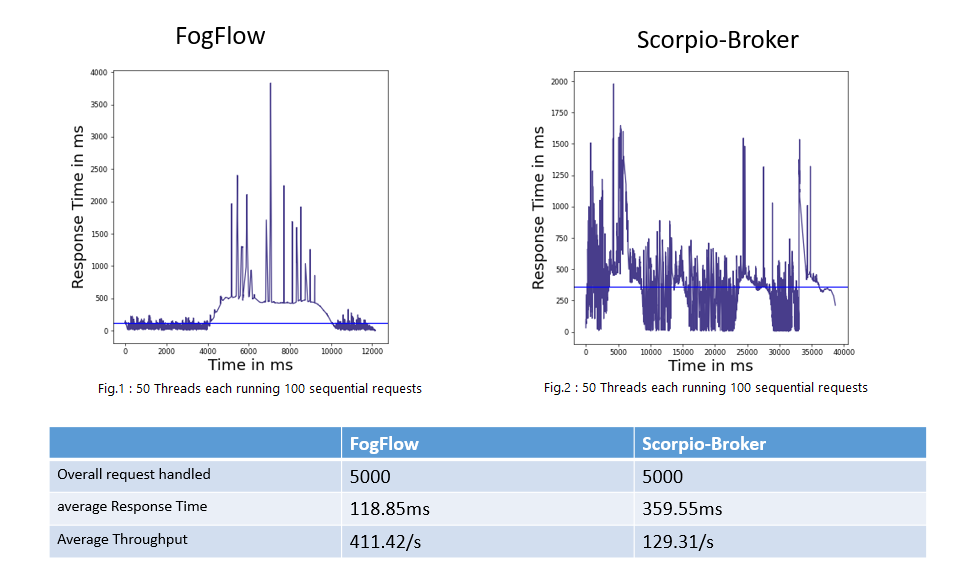 FogFlow
Scorpio-Broker
Response Time in ms
4000
3500
3000
2500
2000
1500
1000
500
0
0 2000 4000 6000 8000 10000 12000
Time in ms
Fig.1 : 50 Threads each running 100 sequential requests
Response Time in ms
2000
1750
1500
1250
1000
750
500
250
0
0 5000 10000 15000 20000 25000 30000 35000 40000
Time in ms
Fig.2 : 50 Threads each running 100 sequential requests
FogFlow Scorpio-Broker
Overall request handled 5000 5000
average Response Time 118.85ms 359.55ms
Average Throughput 411.42/s 129.31/s